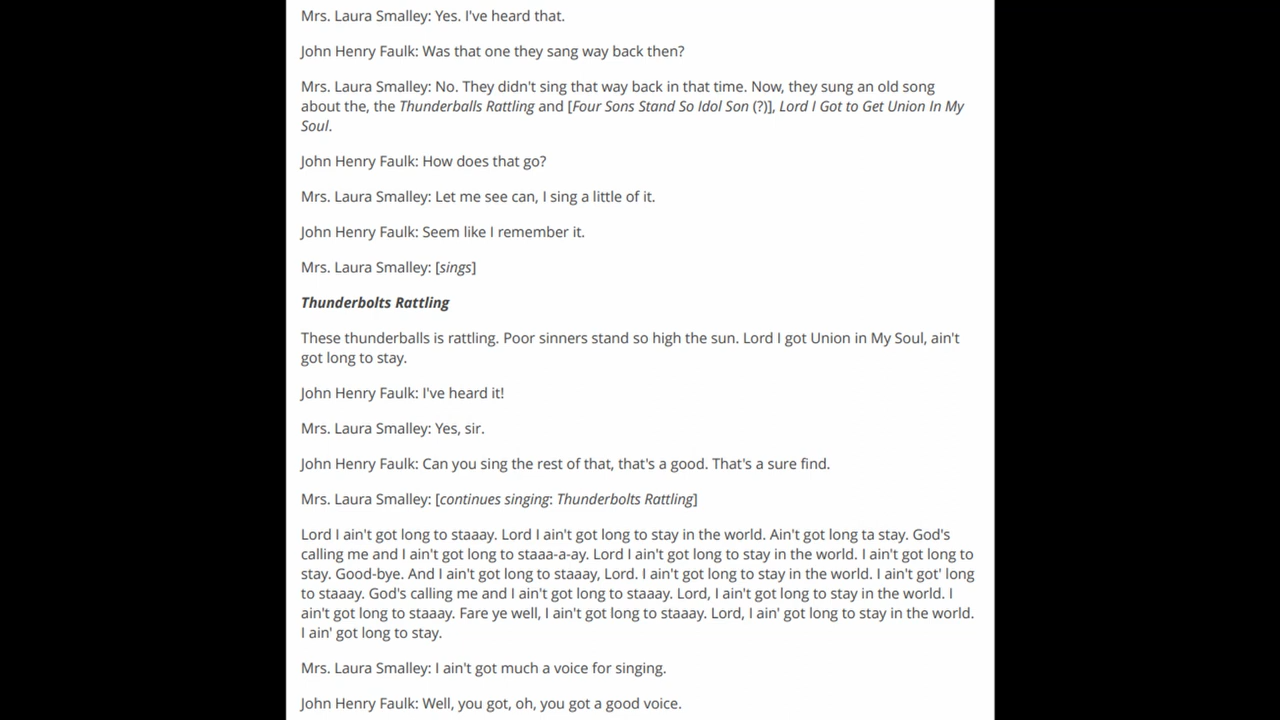 Mrs. Laura Smalley: Yes. I've heard that.
John Henry Faulk: Was that one they sang way back then?
Mrs. Laura Smalley: No. They didn't sing that way back in that time. Now, they sung an old song
about the, the Thunderballs Rattling and [Four Sons Stand So Idol Son (?)], Lord I Got to Get Union In My
Soul.
John Henry Faulk: How does that go?
Mrs. Laura Smalley: Let me see can, I sing a little of it.
John Henry Faulk: Seem like I remember it.
Mrs. Laura Smalley: [sings]
Thunderbolts Rattling
These thunderballs is rattling. Poor sinners stand so high the sun. Lord I got Union in My Soul, ain't
got long to stay.
John Henry Faulk: I've heard it!
Mrs. Laura Smalley: Yes, sir.
John Henry Faulk: Can you sing the rest of that, that's a good. That's a sure find.
Mrs. Laura Smalley: [continues singing: Thunderbolts Rattling]
Lord I ain't got long to staaay. Lord I ain't got long to stay in the world. Ain't got long ta stay. God's
calling me and I ain't got long to staaa-a-ay. Lord I ain't got long to stay in the world. I ain't got long to
stay. Good-bye. And I ain't got long to staaay, Lord. I ain't got long to stay in the world. I ain't got' long
to staaay. God's calling me and I ain't got long to staaay. Lord, I ain't got long to stay in the world. I
ain't got long to staaay. Fare ye well, I ain't got long to staaay. Lord, I ain' got long to stay in the world.
I ain' got long to stay.
Mrs. Laura Smalley: I ain't got much a voice for singing.
John Henry Faulk: Well, you got, oh, you got a good voice.